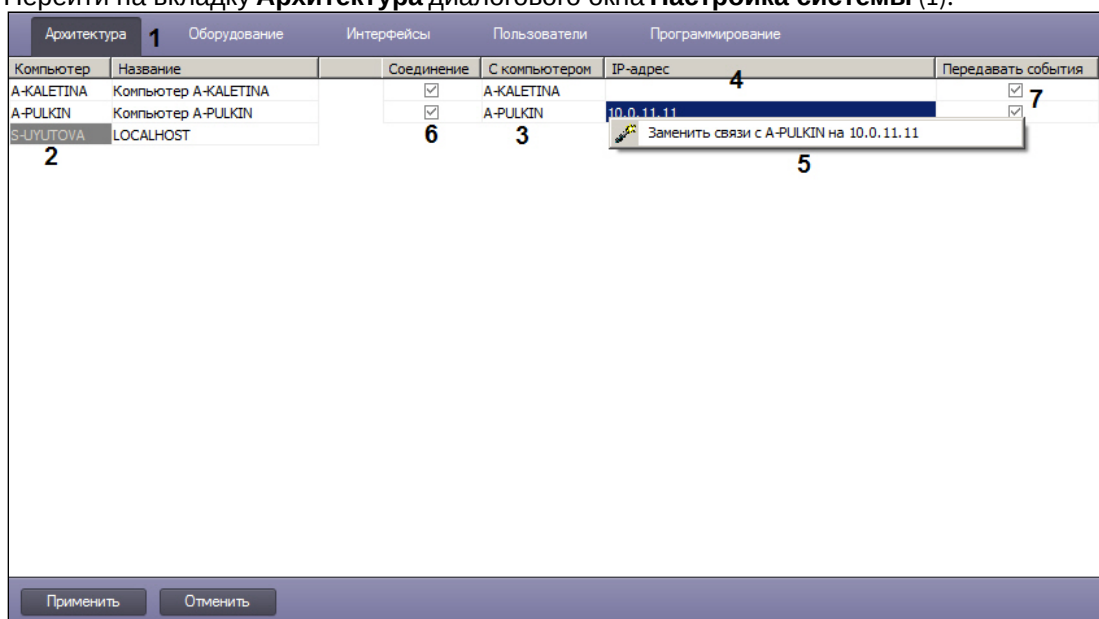 Перейти на вкладку Архитектура диалогового окна Настройка системы (1).
Архитектура 1 Оборудование Интерфейсы Пользователи Программирование
Компьютер Название Соединение С компьютером IP-адрес Передавать события
4
A-KALETINA Компьютер A-KALETINA A-KALETINA
7
A-PULKIN Компьютер A-PULKIN A-PULKIN 10.0.11.11
S-UYUTOVA LOCALHOST 6 3 Заменить связи с A-PULKIN на 10.0.11.11
2 5
Применить Отменить